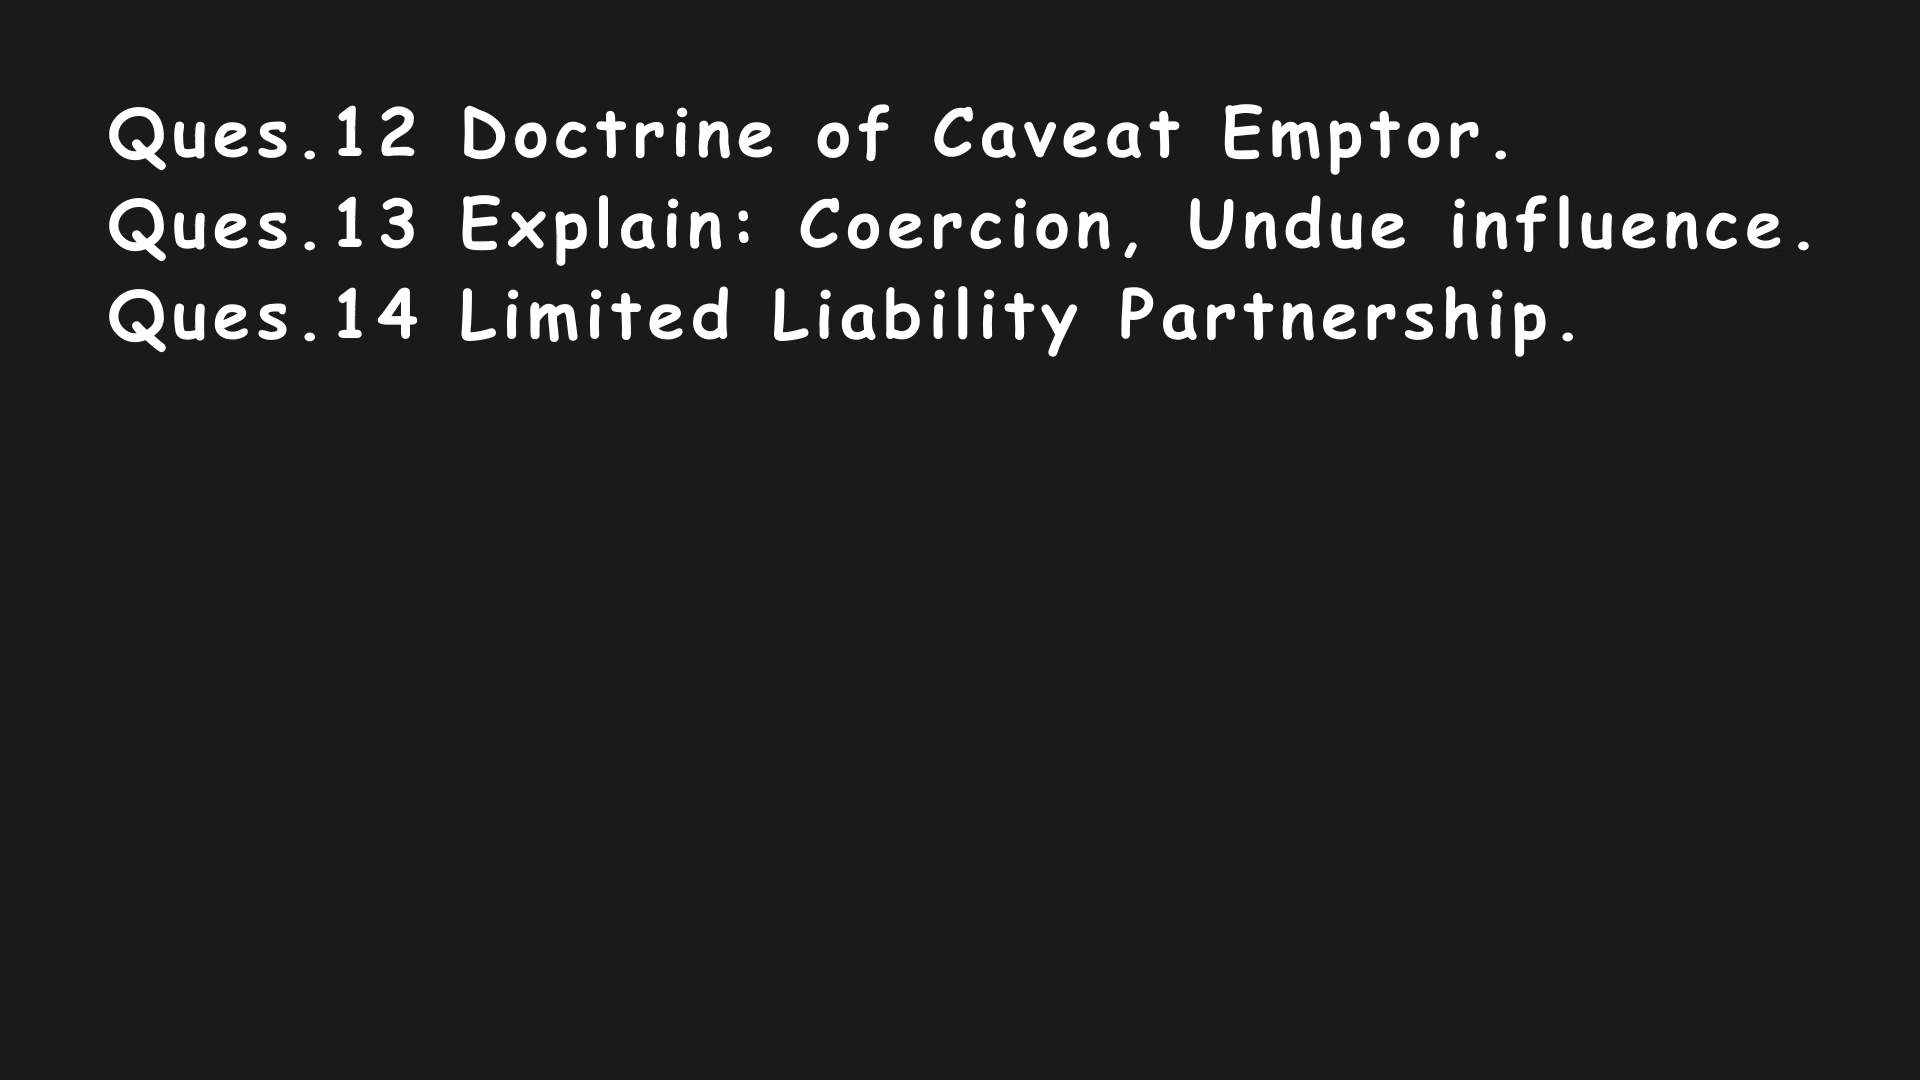 Ques.12 Doctrine of Caveat Emptor.
Ques.13 Explain: Coercion, Undue influence.
Ques.14 Limited Liability Partnership.